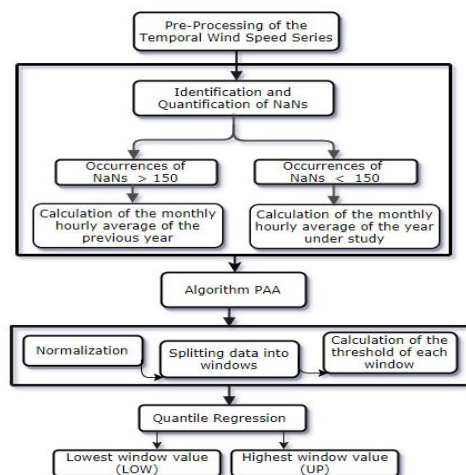 Pre-Processing of the
Temporal Wind Speed Series
Identification and
Quantification of NaNs
Occurrences of
NaNs > 150
Occurrences of
NaNs < 150
Calculation of the monthly
hourly average of the
previous year
Calculation of the monthly
hourly average of the year
under study
Algorithm PAA
Normalization
Splitting data into
windows
Calculation of the
threshold of each
window
Quantile Regression
Lowest window value
(LOW)
Highest window value
(UP)